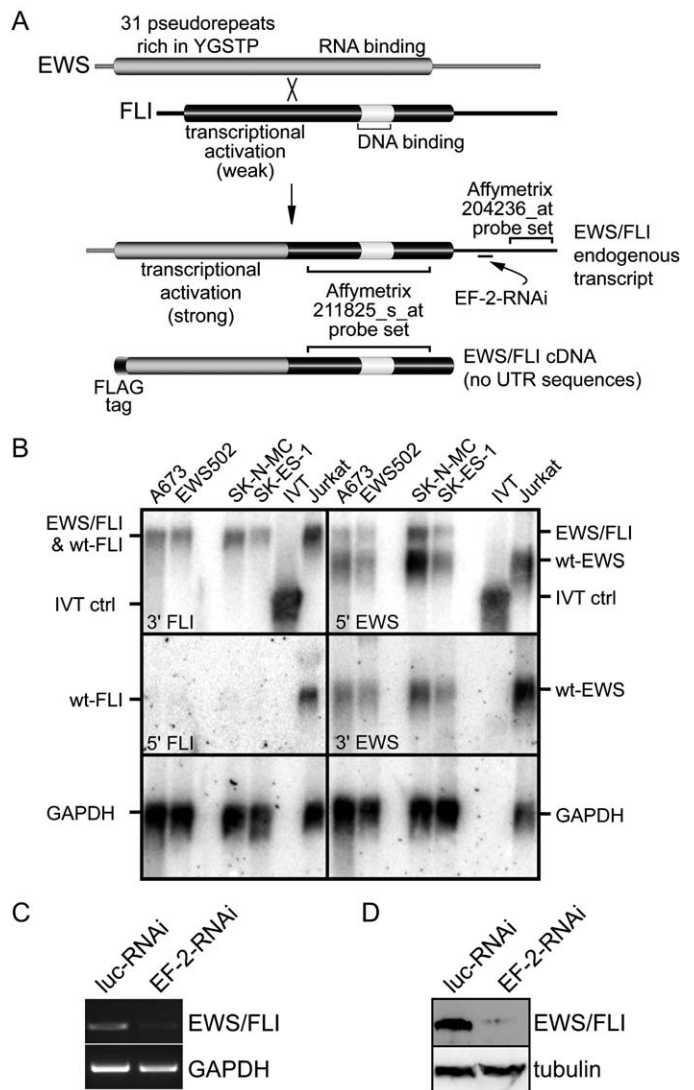 A
31 pseudorepeats
rich in YGSTP
RNA binding
EWS
FLI
transcriptional
activation
(weak)
DNA binding
Affymetrix
204236_at
probe set
EWS/FLI
endogenous
transcript
transcriptional
activation
(strong)
EF-2-RNAi
Affymetrix
211825_s_at
probe set
EWS/FLI cDNA
(no UTR sequences)
FLAG
tag
B
A673
EWS502
SK-N-MC
SK-ES-1
IVT
Jurkat
A673
EWS502
SK-N-MC
SK-ES-1
IVT
Jurkat
EWS/FLI
& wt-FLI
IVT ctrl
3' FLI
5' EWS
EWS/FLI
wt-EWS
IVT ctrl
wt-FLI
5' FLI
3' EWS
wt-EWS
GAPDH
GAPDH
C
luc-RNAi
EF-2-RNAi
EWS/FLI
GAPDH
D
luc-RNAi
EF-2-RNAi
EWS/FLI
tubulin